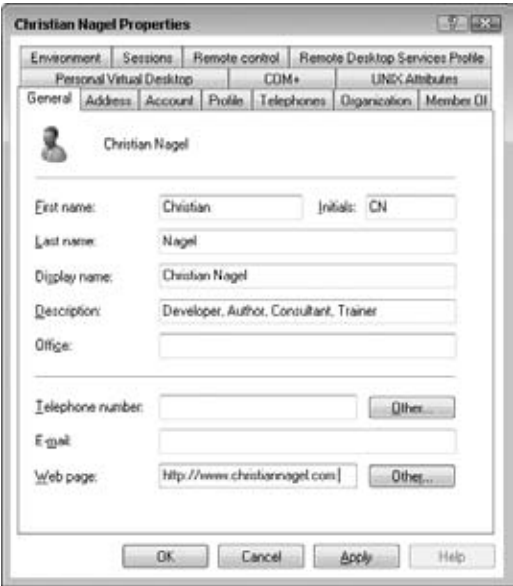 Christian Nagel Properties
Environment Sessions Remote control Remote Desktop Services Profile
Personal Virtual Desktop COM+ UNIX Attributes
General Address Account Profile Telephones Organization Member Of
Christian Nagel
First name: Christian Initials: CN
Last name: Nagel
Display name: Christian Nagel
Description: Developer, Author, Consultant, Trainer
Office:
Telephone number: Other...
E-mail:
Web page: http://www.christiannagel.com Other...
OK Cancel Apply Help